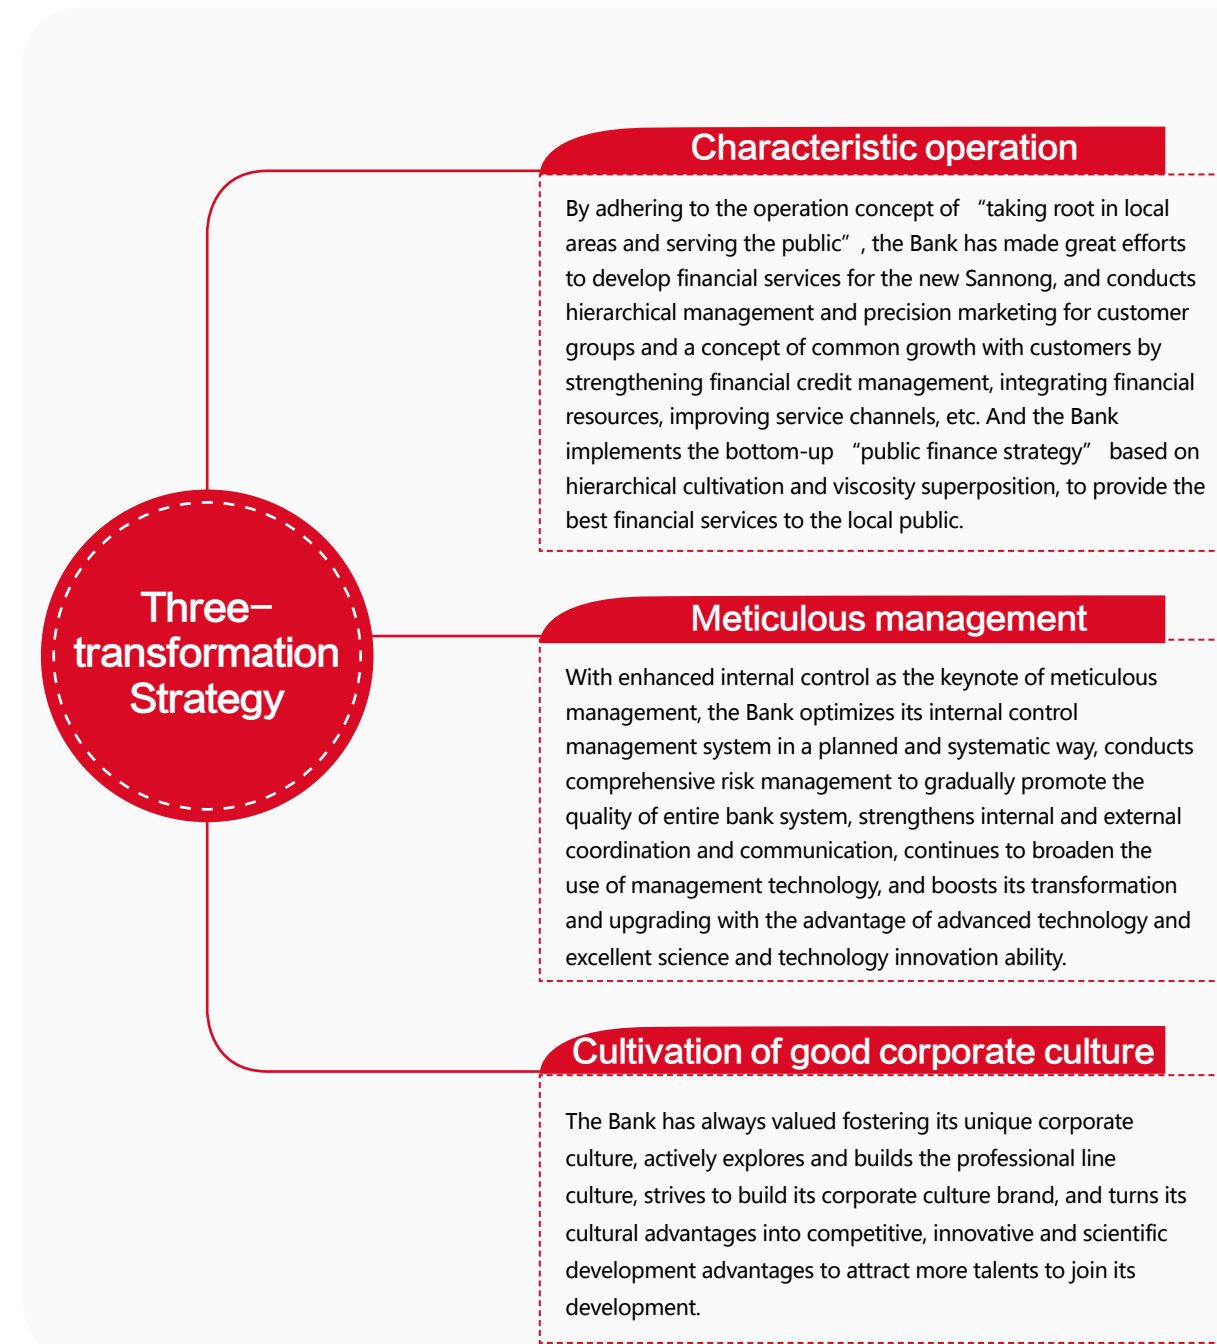 Characteristic operation
By adhering to the operation concept of “taking root in local
areas and serving the public”, the Bank has made great efforts
to develop financial services for the new Sannong, and conducts
hierarchical management and precision marketing for customer
groups and a concept of common growth with customers by
strengthening financial credit management, integrating financial
resources, improving service channels, etc. And the Bank
implements the bottom-up “public finance strategy” based on
hierarchical cultivation and viscosity superposition, to provide the
best financial services to the local public.
Three-
transformation
Strategy
Meticulous management
With enhanced internal control as the keynote of meticulous
management, the Bank optimizes its internal control
management system in a planned and systematic way, conducts
comprehensive risk management to gradually promote the
quality of entire bank system, strengthens internal and external
coordination and communication, continues to broaden the
use of management technology, and boosts its transformation
and upgrading with the advantage of advanced technology and
excellent science and technology innovation ability.
Cultivation of good corporate culture
The Bank has always valued fostering its unique corporate
culture, actively explores and builds the professional line
culture, strives to build its corporate culture brand, and turns its
cultural advantages into competitive, innovative and scientific
development advantages to attract more talents to join its
development.